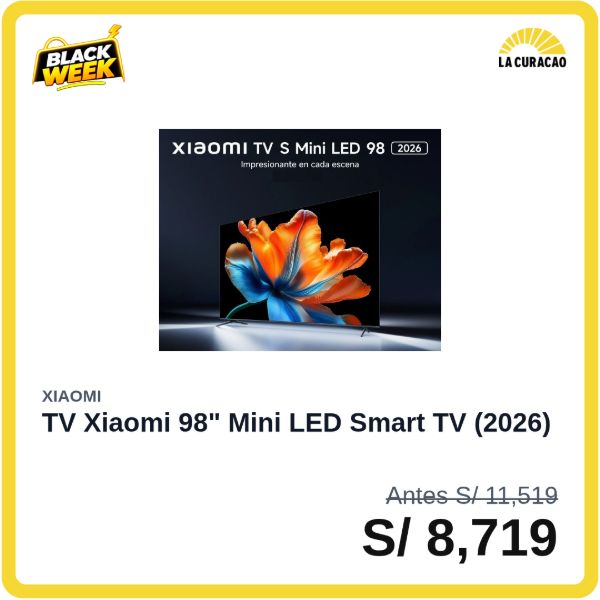 BLACK
WEEK
LA CURACAO
XIAOMI TV S Mini LED 98 2026
Impresionante en cada escena
XIAOMI
TV Xiaomi 98" Mini LED Smart TV (2026)
Antes S/ 11,519
S/ 8,719